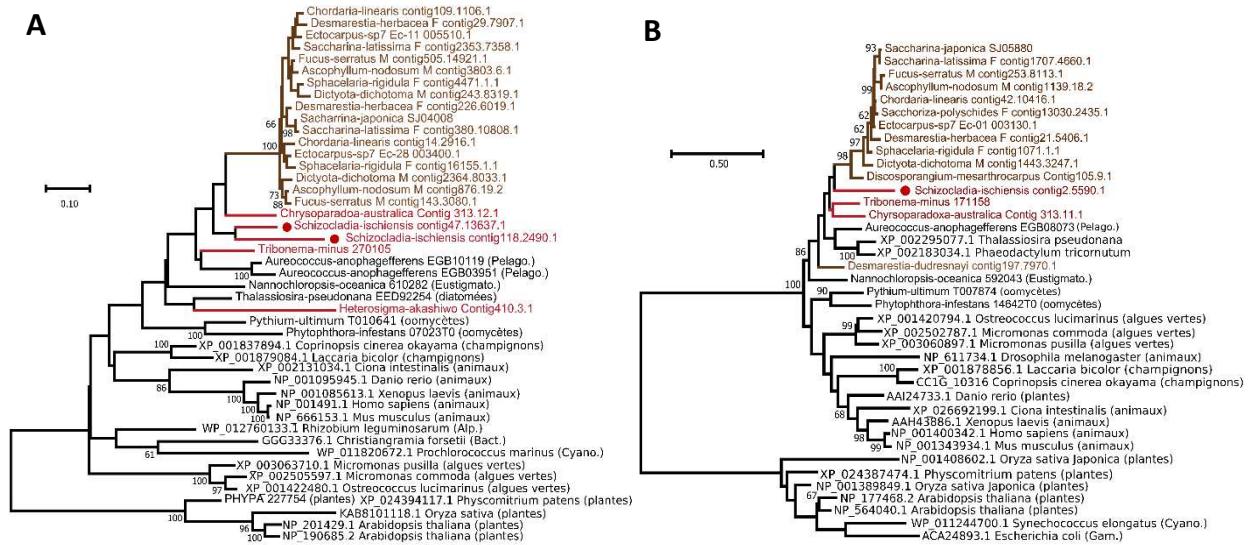 A
Chordaria-linearis contig109.1106.1
Desmarestia-herbacea F contig29.7907.1
Ectocarpus-sp7 Ec-11 005510.1
Saccharina-latissima F contig2353.7358.1
Fucus-serratus M contig505.14921.1
Ascophyllum-nodosum M contig3803.6.1
Sphacelaria-rigidula F contig4471.1.1
Dictyota-dichotoma M contig243.8319.1
Desmarestia-herbacea F contig226.6019.1
66
Sacharrina-japonica SJ04008
98
Saccharina-latissima F contig380.10808.1
100
Chordaria-linearis contig14.2916.1
Ectocarpus-sp7 Ec-28 003400.1
Sphacelaria-rigidula F contig16155.1.1
0.10
Dictyota-dichotoma M contig2364.8033.1
73
Ascophyllum-nodosum M contig876.19.2
88
Fucus-serratus M contig143.3080.1
Chrysoparadoa-australica Contig 313.12.1
Schizocladia-ischiensis contig47.13637.1
Schizocladia-ischiensis contig118.2490.1
Tribonema-minus 270105
Aureococcus-anophagefferens EGB10119 (Pelago.)
100
Aureococcus-anophagefferens EGB03951 (Pelago.)
Nannochloropsis-oceanica 610282 (Eustigmato.)
Thalassiosira-pseudonana EED92254 (diatomées)
Heterosigma-akashiwo Contig410.3.1
Pythium-ultimum T010641 (oomycètes)
100
Phytophthora-infestans 07023T0 (oomycètes)
100
XP_001837894.1 Coprinopsis cinerea okayama (champignons)
XP_001879084.1 Laccaria bicolor (champignons)
XP_002131034.1 Ciona intestinalis (animaux)
86
NP_001095945.1 Danio rerio (animaux)
100
NP_001085613.1 Xenopus laevis (animaux)
100
NP_001491.1 Homo sapiens (animaux)
100
NP_666153.1 Mus musculus (animaux)
WP_012760133.1 Rhizobium leguminosarum (Alp.)
GGG33376.1 Christiangramia forsetii (Bact.)
61
WP_011820672.1 Prochlorococcus marinus (Cyano.)
XP_003063710.1 Micromonas pusilla (algues vertes)
100
XP_002505597.1 Micromonas commoda (algues vertes)
97
XP_001422480.1 Ostreococcus lucimarinus (algues vertes)
PHYPA 227754 (plantes) XP_024394117.1 Physcomitrium patens (plantes)
100
KAB8101118.1 Oryza sativa (plantes)
96
NP_201429.1 Arabidopsis thaliana (plantes)
100
NP_190685.2 Arabidopsis thaliana (plantes)
B
93
Saccharina-japonica SJ05880
Saccharina-latissima F contig1707.4660.1
Fucus-serratus M contig253.8113.1
99
Ascophyllum-nodosum M contig1139.18.2
Chordaria-linearis contig42.10416.1
62
Sacchoriza-polyschides F contig13030.2435.1
62
Ectocarpus-sp7 Ec-01 003130.1
97
Desmarestia-herbacea F contig21.5406.1
0.50
98
Sphacelaria-rigidula F contig1071.1.1
Dictyota-dichotoma M contig1443.3247.1
Discosporangium-mesarthrocarpus Contig105.9.1
Schizocladia-ischiensis contig2.5590.1
Tribonema-minus 171158
Chyrsoparadoxa-australica Contig 313.11.1
Aureococcus-anophagefferens EGB08073 (Pelago.)
XP_002295077.1 Thalassiosira pseudonana
86
100
XP_002183034.1 Phaeodactylum tricornutum
Desmarestia-dudresnayi contig197.7970.1
100
Nannochloropsis-oceanica 592043 (Eustigmato.)
90
Pythium-ultimum T007874 (oomycètes)
Phytophthora-infestans 14642T0 (oomycètes)
XP_001420794.1 Ostreococcus lucimarinus (algues vertes)
99
XP_002502787.1 Micromonas commoda (algues vertes)
XP_003060897.1 Micromonas pusilla (algues vertes)
NP_611734.1 Drosophila melanogaster (animaux)
100
XP_001878856.1 Laccaria bicolor (champignons)
CC1G_10316 Coprinopsis cinerea okayama (champignons)
AAI24733.1 Danio rerio (plantes)
68
XP_026692199.1 Ciona intestinalis (animaux)
AAH43886.1 Xenopus laevis (animaux)
98
NP_001400342.1 Homo sapiens (animaux)
99
NP_001343934.1 Mus musculus (animaux)
NP_001408602.1 Oryza sativa Japonica (plantes)
XP_024387474.1 Physcomitrium patens (plantes)
NP_001389849.1 Oryza sativa Japonica (plantes)
67
NP_177468.2 Arabidopsis thaliana (plantes)
NP_564040.1 Arabidopsis thaliana (plantes)
WP_011244700.1 Synechococcus elongatus (Cyano.)
ACA24893.1 Escherichia coli (Gam.)